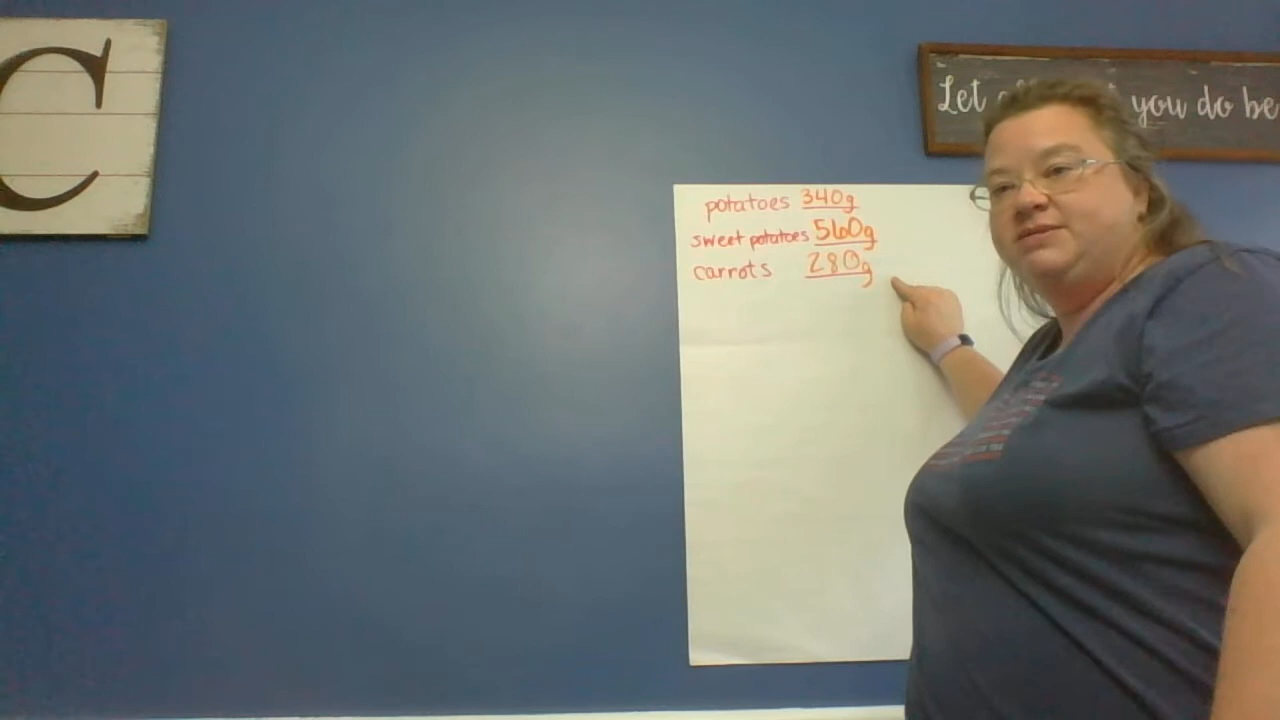 C
Let you do be
potatoes 340g
sweet potatoes 560g
carrots 280g